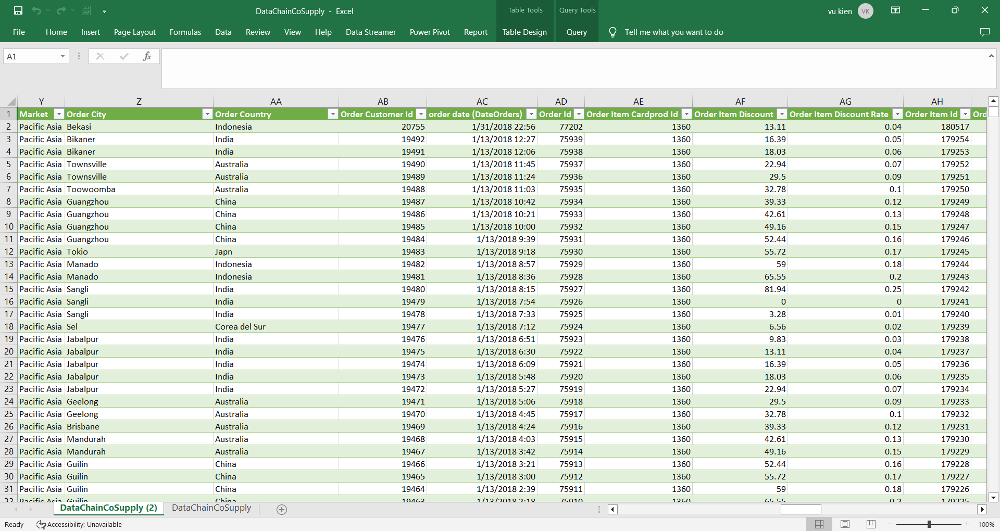 DataChainCoSupply - Excel
Table Tools
Query Tools
vu kien
VK
File Home Insert Page Layout Formulas Data Review View Help Data Streamer Power Pivot Report Table Design Query Tell me what you want to do
A1
fx
Y Z AA AB AC AD AE AF AG AH
1 Market Order City Order Country Order Customer Id order date (DateOrders) Order Id Order Item Cardprod Id Order Item Discount Order Item Discount Rate Order Item Id Ord
2 Pacific Asia Bekasi Indonesia 20755 1/31/2018 22:56 77202 1360 13.11 0.04 180517
3 Pacific Asia Bikaner India 19492 1/13/2018 12:27 75939 1360 16.39 0.05 179254
4 Pacific Asia Bikaner India 19491 1/13/2018 12:06 75938 1360 18.03 0.06 179253
5 Pacific Asia Townsville Australia 19490 1/13/2018 11:45 75937 1360 22.94 0.07 179252
6 Pacific Asia Townsville Australia 19489 1/13/2018 11:24 75936 1360 29.5 0.09 179251
7 Pacific Asia Toowoomba Australia 19488 1/13/2018 11:03 75935 1360 32.78 0.1 179250
8 Pacific Asia Guangzhou China 19487 1/13/2018 10:42 75934 1360 39.33 0.12 179249
9 Pacific Asia Guangzhou China 19486 1/13/2018 10:21 75933 1360 42.61 0.13 179248
10 Pacific Asia Guangzhou China 19485 1/13/2018 10:00 75932 1360 49.16 0.15 179247
11 Pacific Asia Guangzhou China 19484 1/13/2018 9:39 75931 1360 52.44 0.16 179246
12 Pacific Asia Tokio Japn 19483 1/13/2018 9:18 75930 1360 55.72 0.17 179245
13 Pacific Asia Manado Indonesia 19482 1/13/2018 8:57 75929 1360 59 0.18 179244
14 Pacific Asia Manado Indonesia 19481 1/13/2018 8:36 75928 1360 65.55 0.2 179243
15 Pacific Asia Sangli India 19480 1/13/2018 8:15 75927 1360 81.94 0.25 179242
16 Pacific Asia Sangli India 19479 1/13/2018 7:54 75926 1360 0 0 179241
17 Pacific Asia Sangli India 19478 1/13/2018 7:33 75925 1360 3.28 0.01 179240
18 Pacific Asia Sel Corea del Sur 19477 1/13/2018 7:12 75924 1360 6.56 0.02 179239
19 Pacific Asia Jabalpur India 19476 1/13/2018 6:51 75923 1360 9.83 0.03 179238
20 Pacific Asia Jabalpur India 19475 1/13/2018 6:30 75922 1360 13.11 0.04 179237
21 Pacific Asia Jabalpur India 19474 1/13/2018 6:09 75921 1360 16.39 0.05 179236
22 Pacific Asia Jabalpur India 19473 1/13/2018 5:48 75920 1360 18.03 0.06 179235
23 Pacific Asia Jabalpur India 19472 1/13/2018 5:27 75919 1360 22.94 0.07 179234
24 Pacific Asia Geelong Australia 19471 1/13/2018 5:06 75918 1360 29.5 0.09 179233
25 Pacific Asia Geelong Australia 19470 1/13/2018 4:45 75917 1360 32.78 0.1 179232
26 Pacific Asia Brisbane Australia 19469 1/13/2018 4:24 75916 1360 39.33 0.12 179231
27 Pacific Asia Mandurah Australia 19468 1/13/2018 4:03 75915 1360 42.61 0.13 179230
28 Pacific Asia Mandurah Australia 19467 1/13/2018 3:42 75914 1360 49.16 0.15 179229
29 Pacific Asia Guilin China 19466 1/13/2018 3:21 75913 1360 52.44 0.16 179228
30 Pacific Asia Guilin China 19465 1/13/2018 3:00 75912 1360 55.72 0.17 179227
31 Pacific Asia Guilin China 19464 1/13/2018 2:39 75911 1360 59 0.18 179226
32 Pacific Asia Guilin China 19463 1/13/2018 2:18 75910 1360 65.55 0.2 179225
DataChainCoSupply (2) DataChainCoSupply
Ready Accessibility: Unavailable 100%